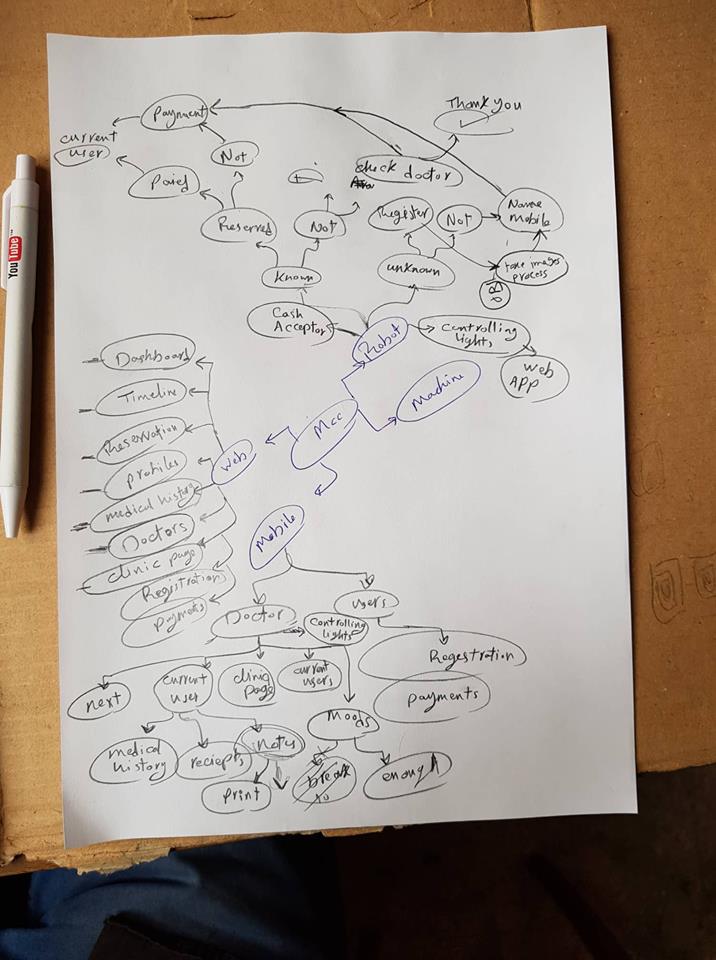 Thank you
Payment
current
user
Not
check doctor
Paied
Reserved
Not
Register
Not
Name
mobile
known
unknown
take images
process
Cash
Acceptor
Robot
Controlling
lights
web
APP
Dashboard
Timeline
Reservation
profiles
medical history
Doctors
clinic page
Registration
payments
web
Mcc
Machine
Mobile
Doctor
Controlling
lights
users
Regestration
payments
next
current
user
clinic
page
current
users
Moods
medical
history
reciepts
notes
print
break
enough
YouTube